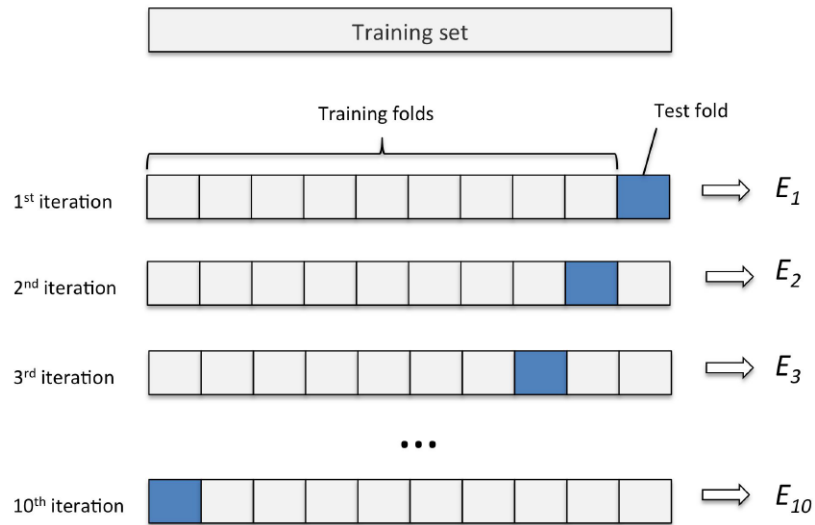 Training set
Training folds
Test fold
1st iteration
E1
2nd iteration
E2
3rd iteration
E3
...
10th iteration
E10